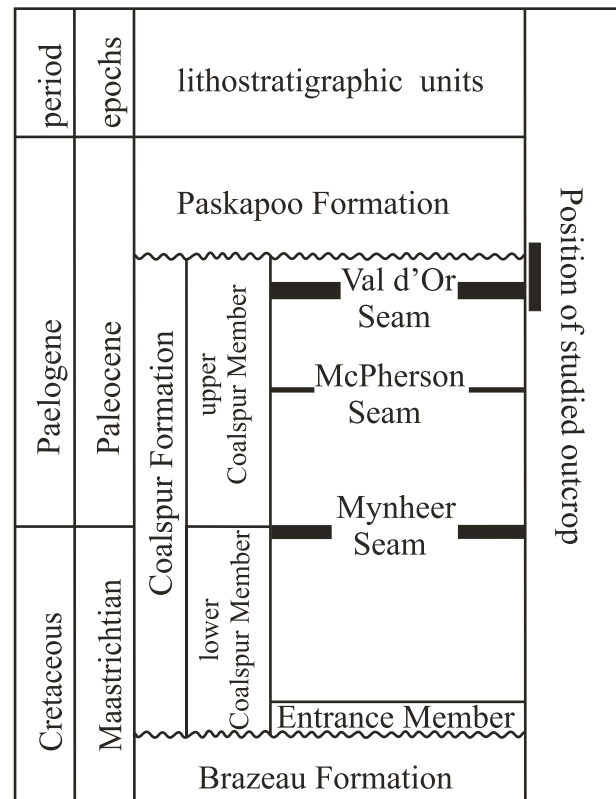 period
epochs
lithostratigraphic units
Paskapoo Formation
Paelogene
Paleocene
Coalspur Formation
upper
Coalspur Member
Val d’Or
Seam
McPherson
Seam
Mynheer
Seam
Cretaceous
Maastrichtian
lower
Coalspur Member
Entrance Member
Brazeau Formation
Position of studied outcrop